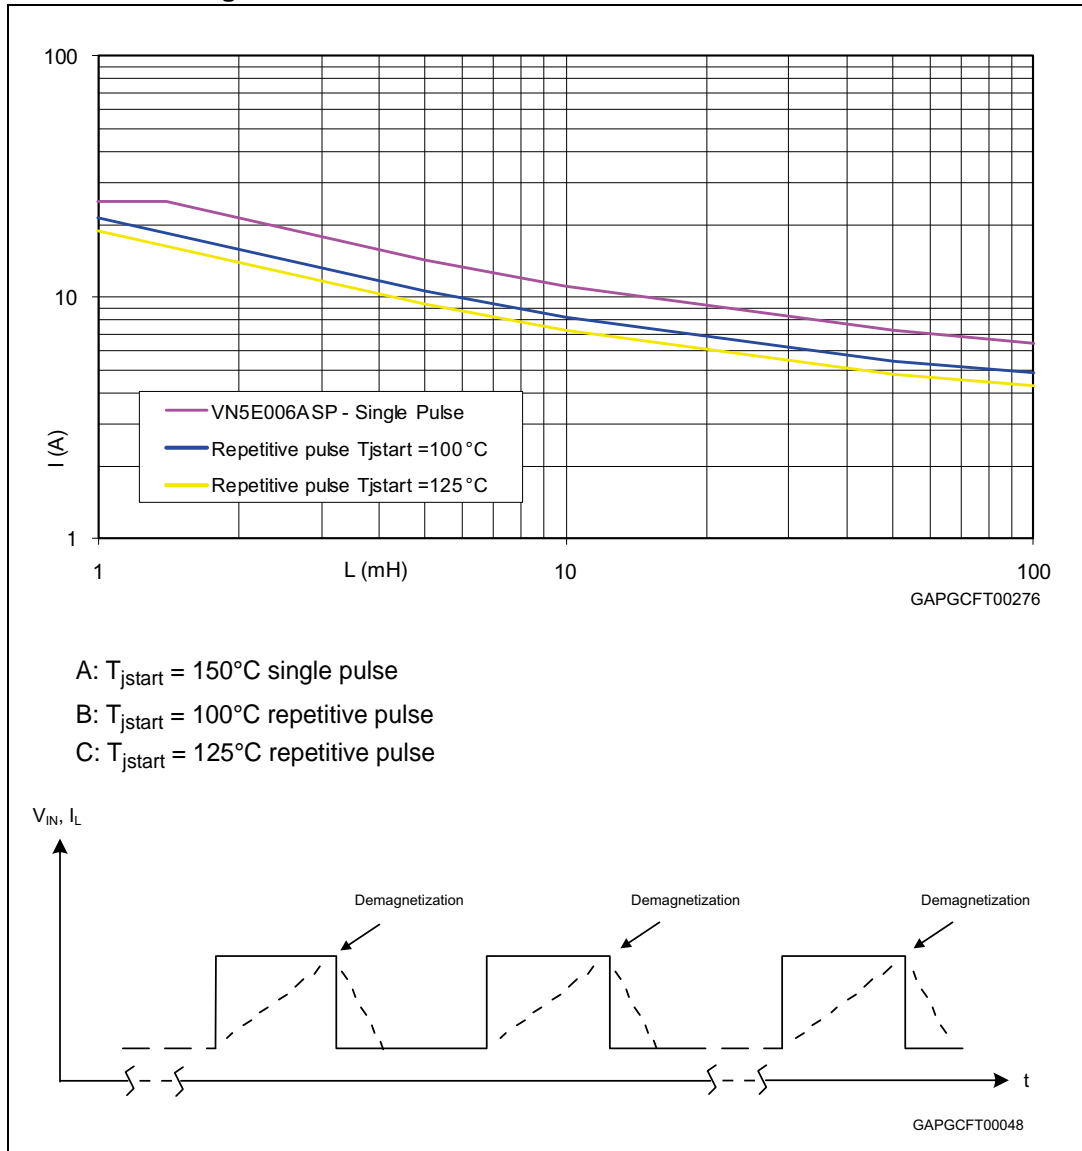 100
10
1
I (A)
VN5E006ASP - Single Pulse
Repetitive pulse Tjstart =100°C
Repetitive pulse Tjstart =125°C
1 L (mH) 10 100
GAPGCFT00276
A: Tjstart = 150°C single pulse
B: Tjstart = 100°C repetitive pulse
C: Tjstart = 125°C repetitive pulse
VIN, IL
Demagnetization Demagnetization Demagnetization
t
GAPGCFT00048